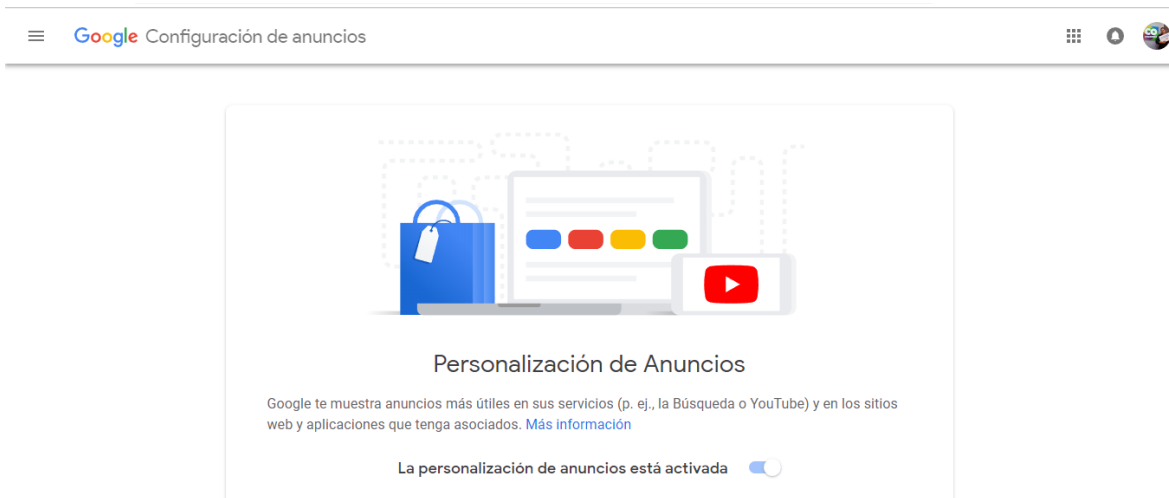 Google Configuración de anuncios
Personalización de Anuncios
Google te muestra anuncios más útiles en sus servicios (p. ej., la Búsqueda o YouTube) y en los sitios
web y aplicaciones que tenga asociados. Más información
La personalización de anuncios está activada